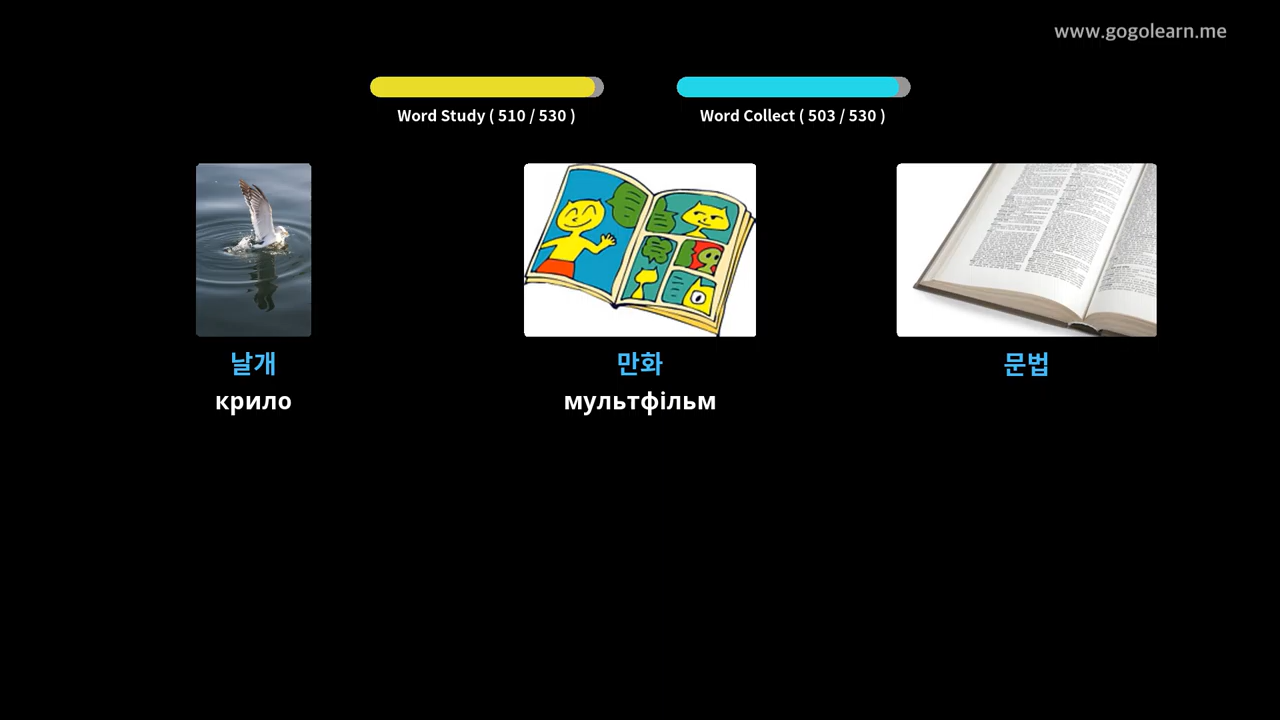 www.gogolearn.me
Word Study ( 510 / 530 )
Word Collect ( 503 / 530 )
날개
만화
문법
крило
мультфільм